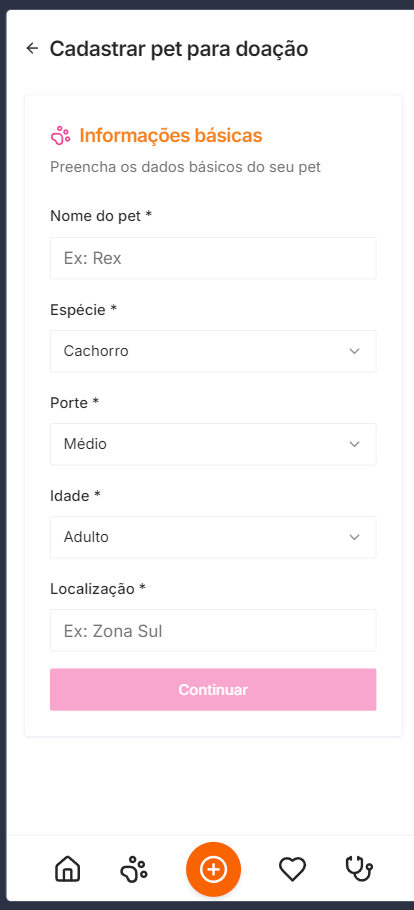 Cadastrar pet para doação
Informações básicas
Preencha os dados básicos do seu pet
Nome do pet *
Ex: Rex
Espécie *
Cachorro
Porte *
Médio
Idade *
Adulto
Localização *
Ex: Zona Sul
Continuar